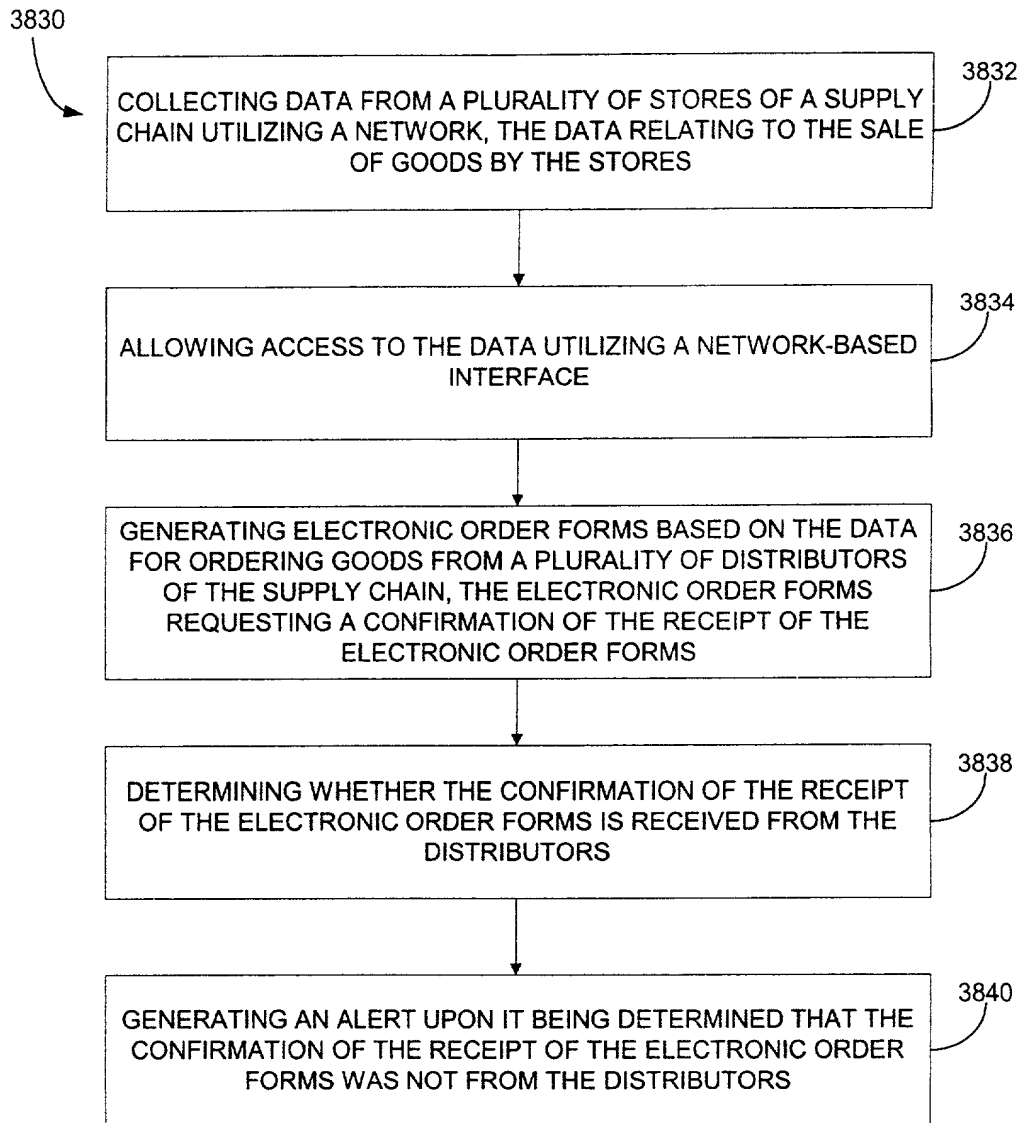 3830
3832
COLLECTING DATA FROM A PLURALITY OF STORES OF A SUPPLY
CHAIN UTILIZING A NETWORK, THE DATA RELATING TO THE SALE
OF GOODS BY THE STORES
3834
ALLOWING ACCESS TO THE DATA UTILIZING A NETWORK-BASED
INTERFACE
3836
GENERATING ELECTRONIC ORDER FORMS BASED ON THE DATA
FOR ORDERING GOODS FROM A PLURALITY OF DISTRIBUTORS
OF THE SUPPLY CHAIN, THE ELECTRONIC ORDER FORMS
REQUESTING A CONFIRMATION OF THE RECEIPT OF THE
ELECTRONIC ORDER FORMS
3838
DETERMINING WHETHER THE CONFIRMATION OF THE RECEIPT
OF THE ELECTRONIC ORDER FORMS IS RECEIVED FROM THE
DISTRIBUTORS
3840
GENERATING AN ALERT UPON IT BEING DETERMINED THAT THE
CONFIRMATION OF THE RECEIPT OF THE ELECTRONIC ORDER
FORMS WAS NOT FROM THE DISTRIBUTORS